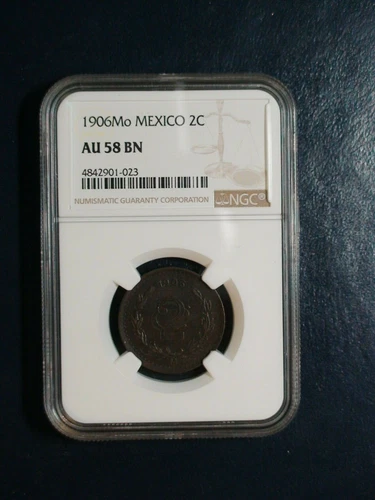 1906Mo MEXICO 2C
AU 58 BN
4842901-023
NUMISMATIC GUARANTY CORPORATION
NGC®